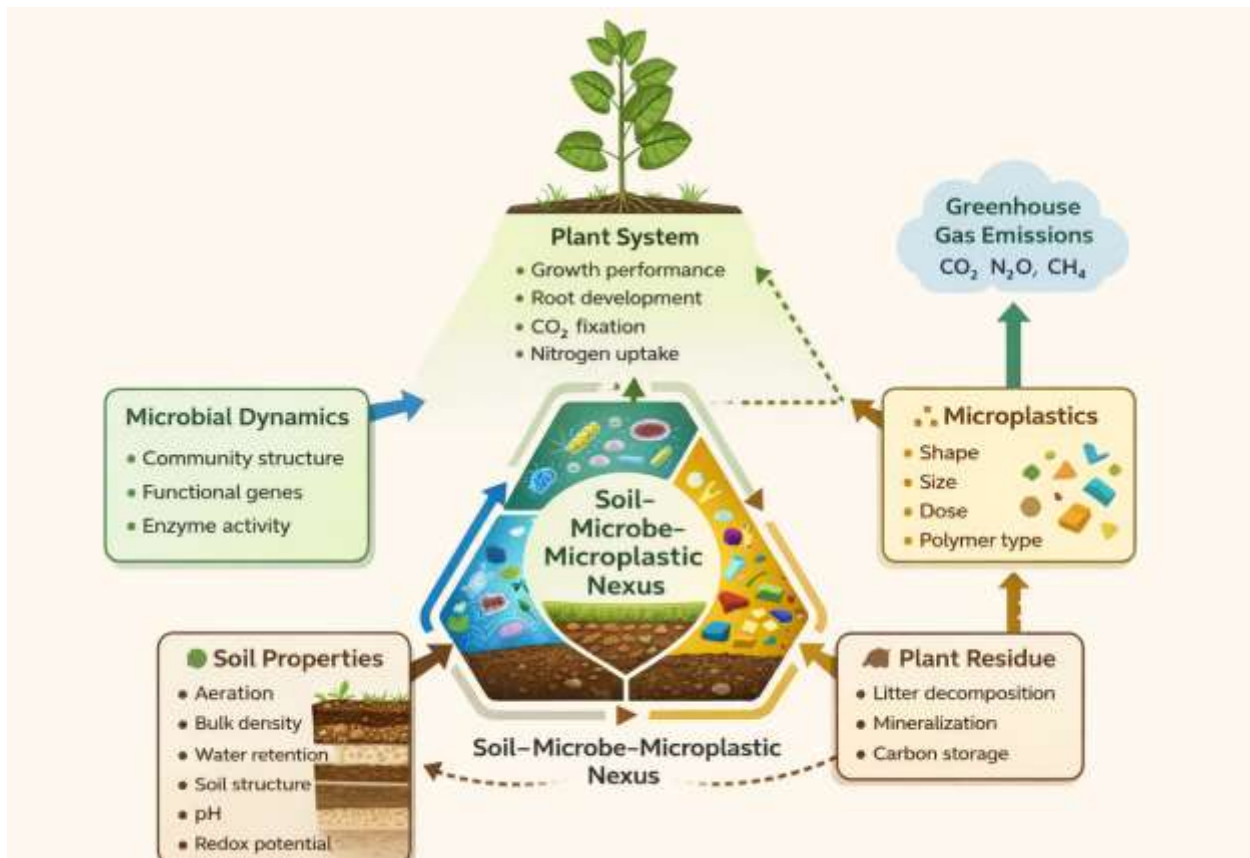 Plant System
• Growth performance
• Root development
• CO₂ fixation
• Nitrogen uptake
Greenhouse
Gas Emissions
CO₂ N₂O, CH₄
Microbial Dynamics
• Community structure
• Functional genes
• Enzyme activity
Soil–
Microbe–
Microplastic
Nexus
Microplastics
• Shape
• Size
• Dose
• Polymer type
Soil Properties
• Aeration
• Bulk density
• Water retention
• Soil structure
• pH
• Redox potential
Plant Residue
• Litter decomposition
• Mineralization
• Carbon storage
Soil–Microbe–Microplastic
Nexus